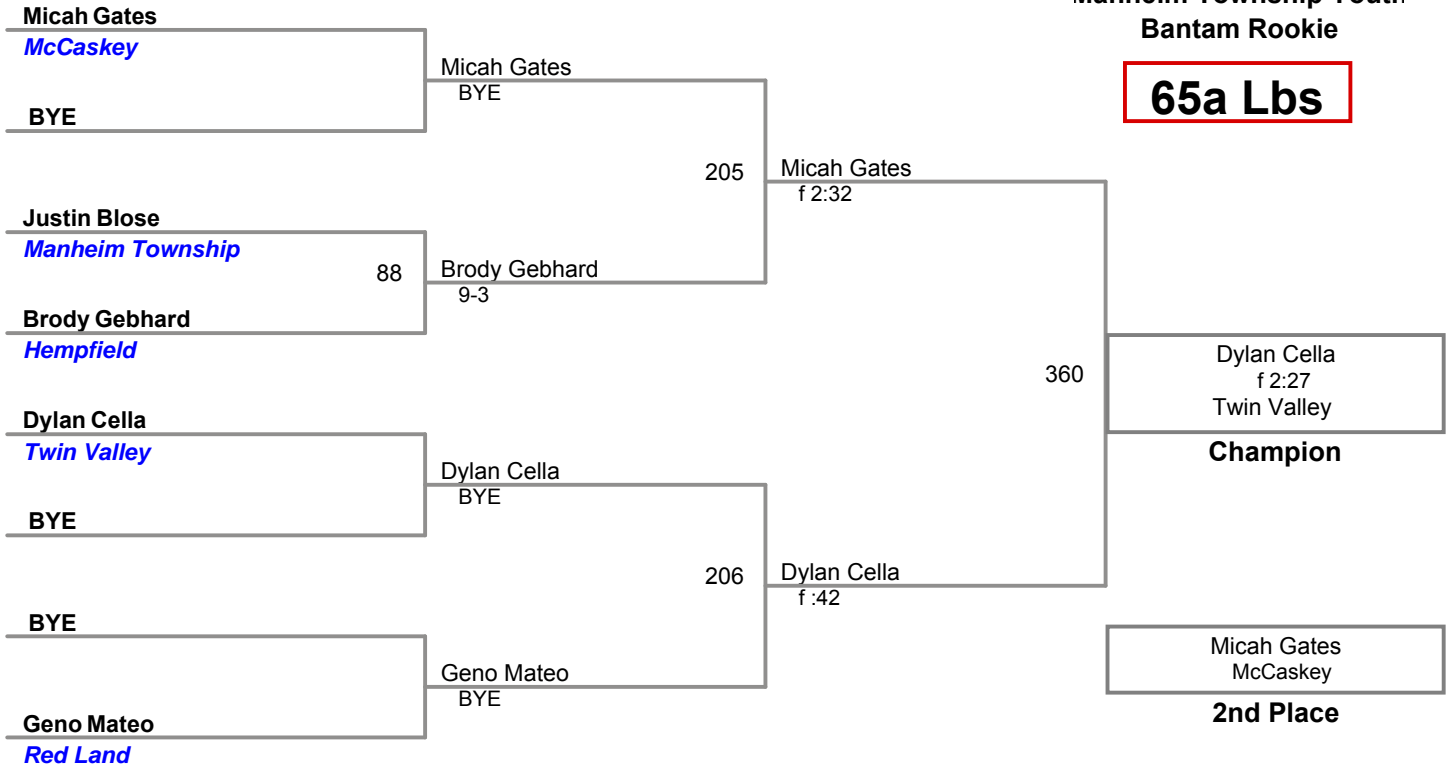 Manheim Township Youth
Bantam Rookie
65a Lbs
Micah Gates
McCaskey
BYE
Justin Blose
Manheim Township
88
Brody Gebhard
Hempfield
Dylan Cella
Twin Valley
BYE
BYE
Geno Mateo
Red Land
Micah Gates
BYE
205
Brody Gebhard
9-3
Dylan Cella
BYE
206
Geno Mateo
BYE
Micah Gates
f 2:32
360
Dylan Cella
f :42
Dylan Cella
f 2:27
Twin Valley
Champion
Micah Gates
McCaskey
2nd Place